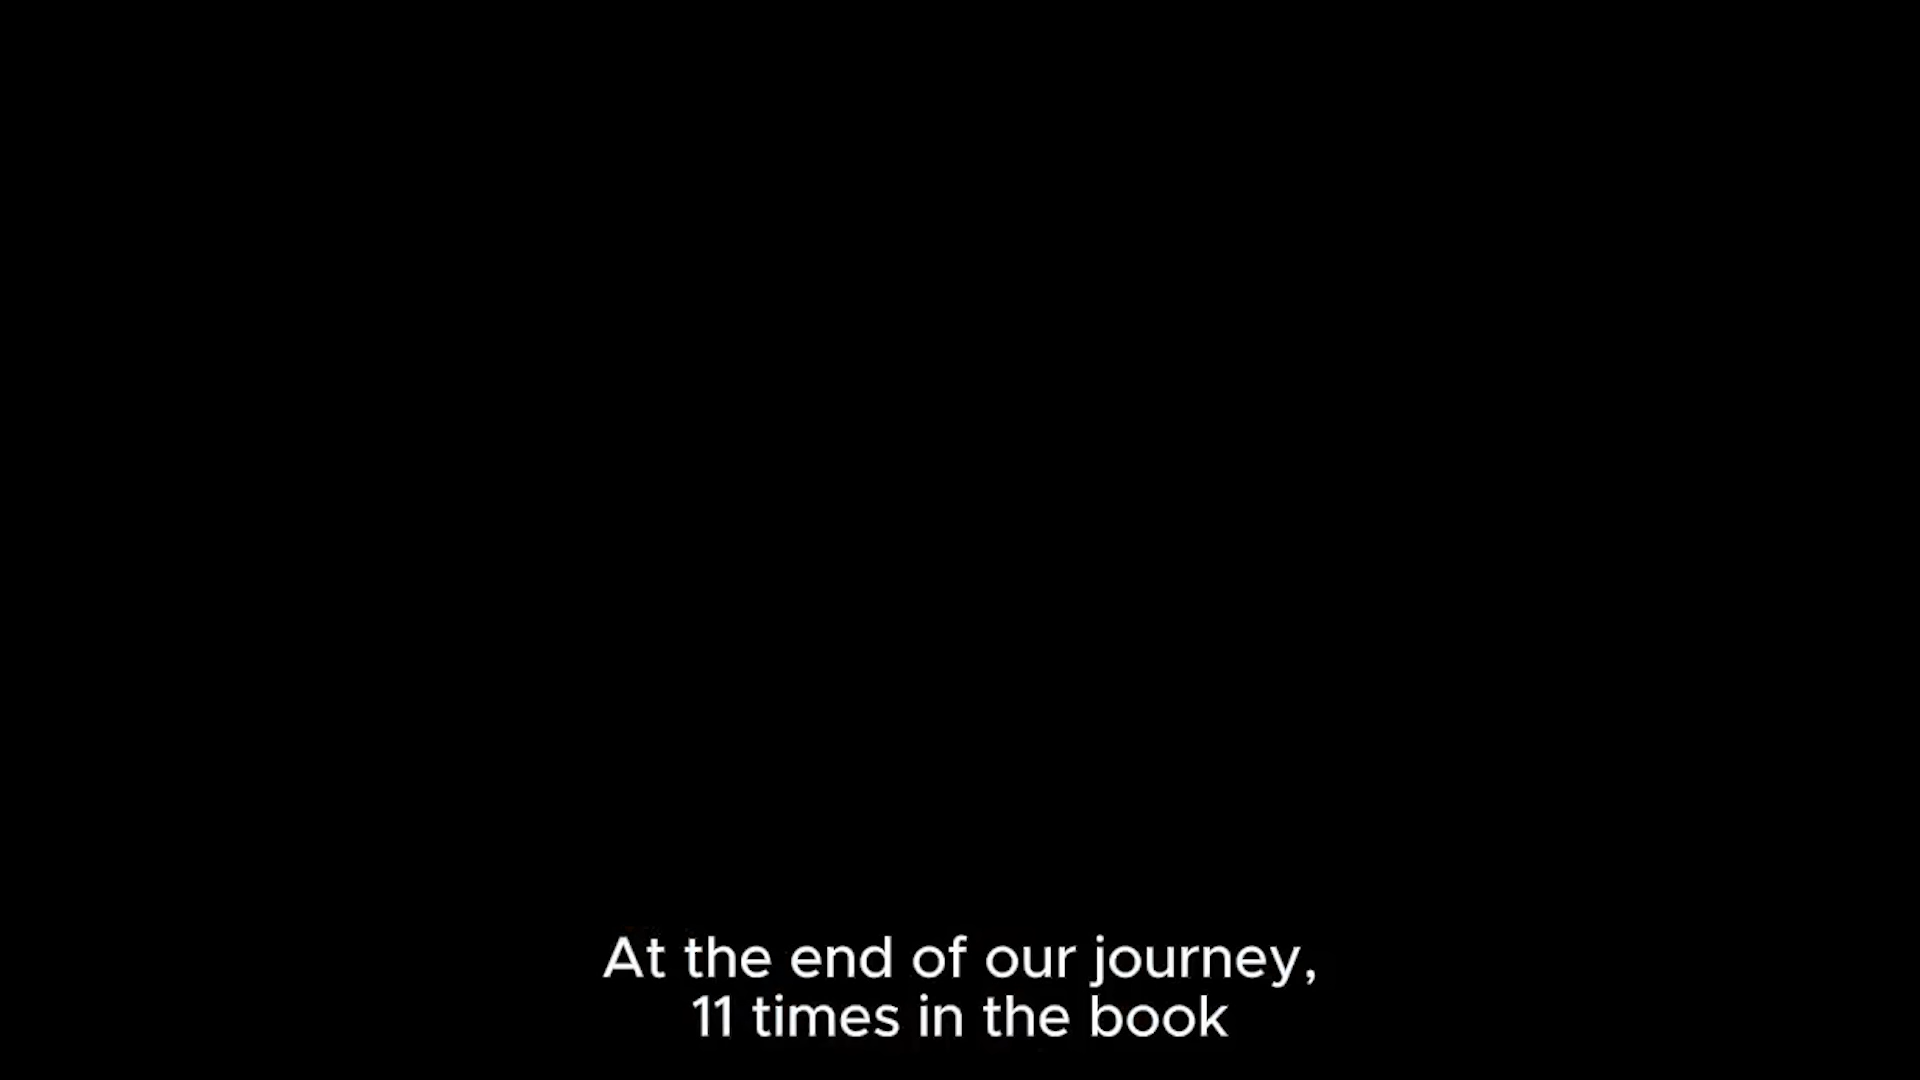 At the end of our journey,
11 times in the book